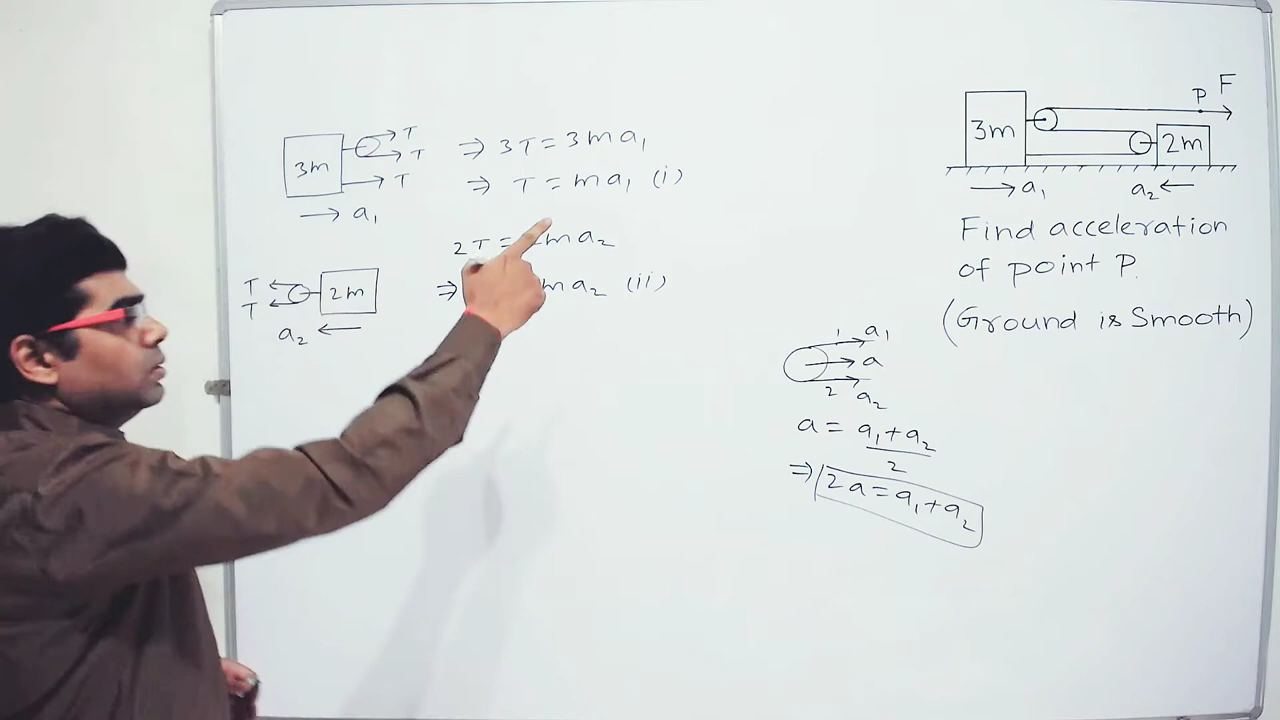 T
T
T
3m
a₁
⇒ 3T = 3ma₁
⇒ T = ma₁ (i)
2T = ma₂
⇒ ma₂ (ii)
T
T
2m
a₂
P F
3m
2m
a₁ a₂
Find acceleration
of point P.
(Ground is Smooth)
1 a₁
a
2 a₂
a = a₁+a₂
2
⇒ 2a = a₁+a₂